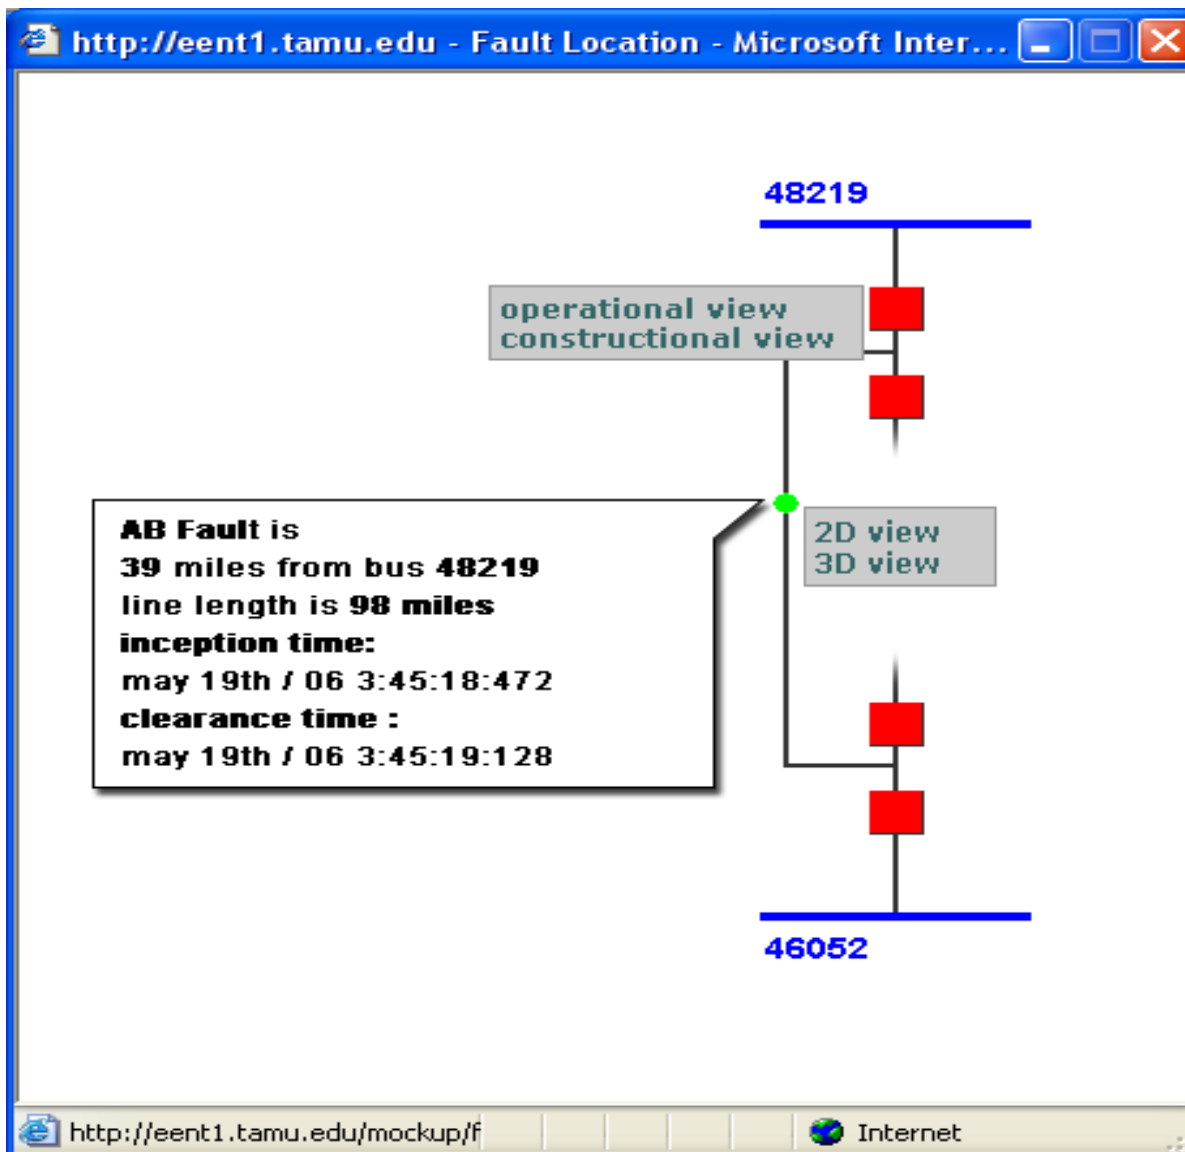 http://eent1.tamu.edu - Fault Location - Microsoft Inter...
48219
operational view
constructional view
AB Fault is
39 miles from bus 48219
line length is 98 miles
inception time:
may 19th / 06 3:45:18:472
clearance time :
may 19th / 06 3:45:19:128
2D view
3D view
46052
http://eent1.tamu.edu/mockup/f
Internet